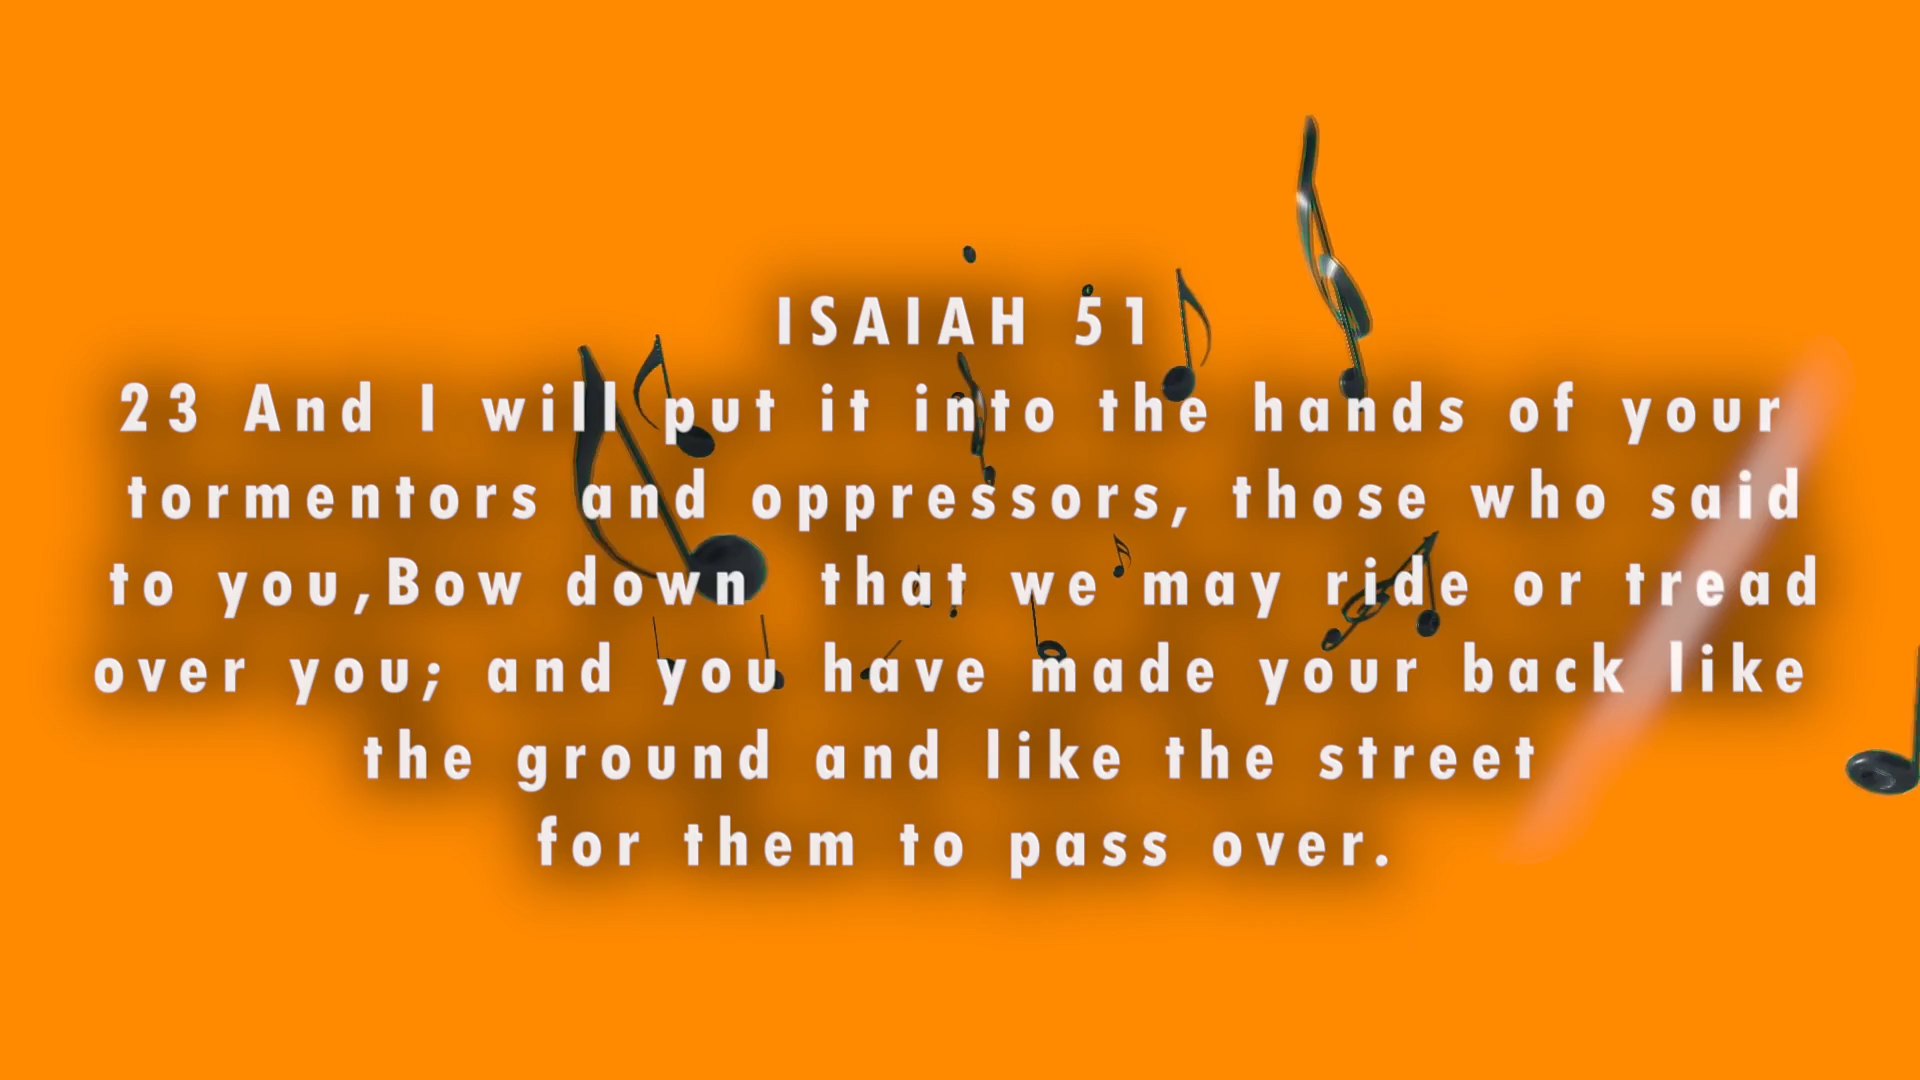 ISAIAH 51
23 And I will put it into the hands of your
tormentors and oppressors, those who said
to you,Bow down  that we may ride or tread
over you; and you have made your back like
the ground and like the street
for them to pass over.